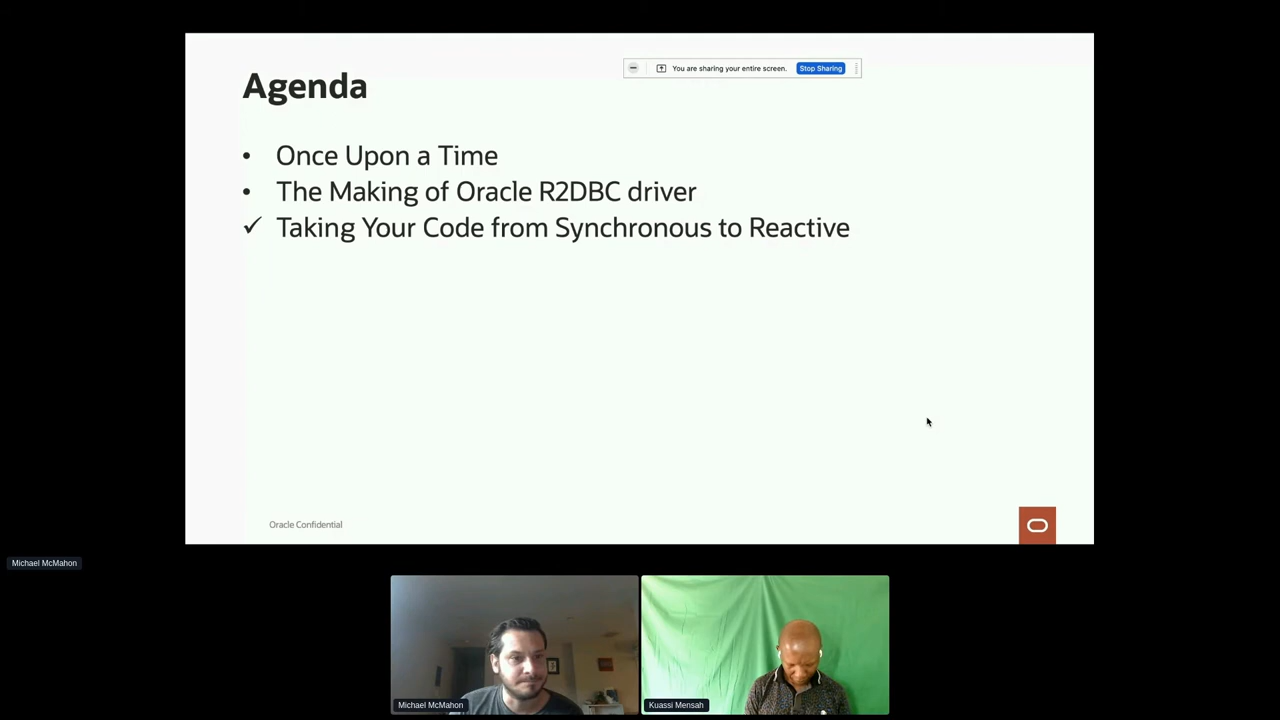 Agenda
You are sharing your entire screen. Stop Sharing
• Once Upon a Time
• The Making of Oracle R2DBC driver
✓ Taking Your Code from Synchronous to Reactive
Oracle Confidential
Michael McMahon
Michael McMahon
Kuassi Mensah